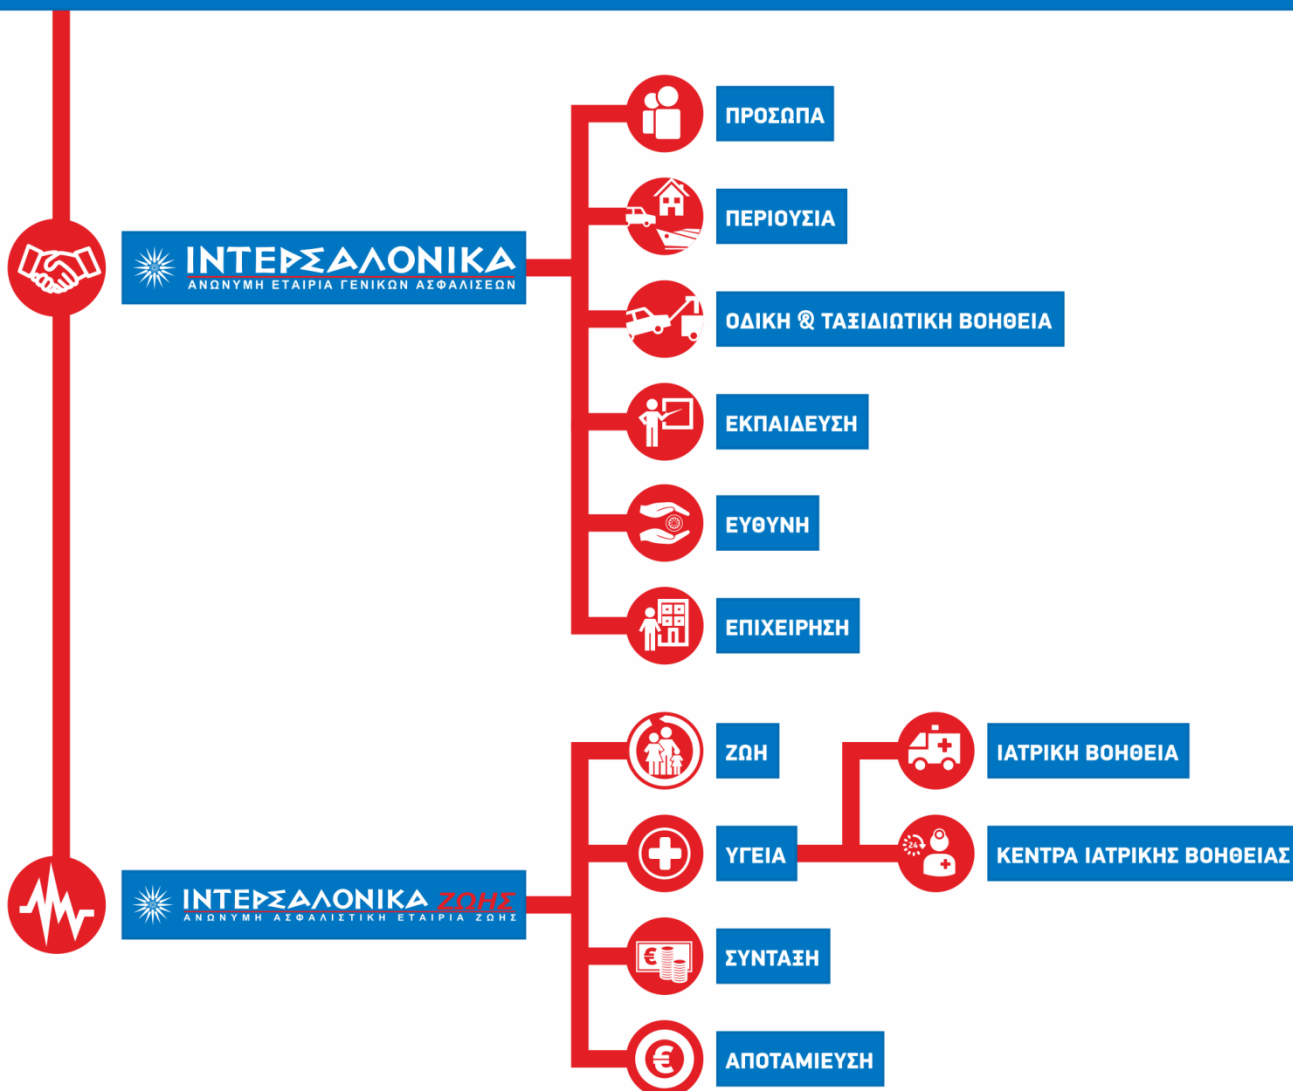 ΠΡΟΣΩΠΑ
ΠΕΡΙΟΥΣΙΑ
ΙΝΤΕΡΣΑΛΟΝΙΚΑ
ΑΝΩΝΥΜΗ ΕΤΑΙΡΙΑ ΓΕΝΙΚΩΝ ΑΣΦΑΛΙΣΕΩΝ
ΟΔΙΚΗ & ΤΑΞΙΔΙΩΤΙΚΗ ΒΟΗΘΕΙΑ
ΕΚΠΑΙΔΕΥΣΗ
ΕΥΘΥΝΗ
ΕΠΙΧΕΙΡΗΣΗ
ΖΩΗ
ΙΑΤΡΙΚΗ ΒΟΗΘΕΙΑ
ΥΓΕΙΑ
24
ΚΕΝΤΡΑ ΙΑΤΡΙΚΗΣ ΒΟΗΘΕΙΑΣ
ΙΝΤΕΡΣΑΛΟΝΙΚΑ ΖΩΗΣ
ΑΝΩΝΥΜΗ ΑΣΦΑΛΙΣΤΙΚΗ ΕΤΑΙΡΙΑ ΖΩΗΣ
€
ΣΥΝΤΑΞΗ
€
ΑΠΟΤΑΜΙΕΥΣΗ